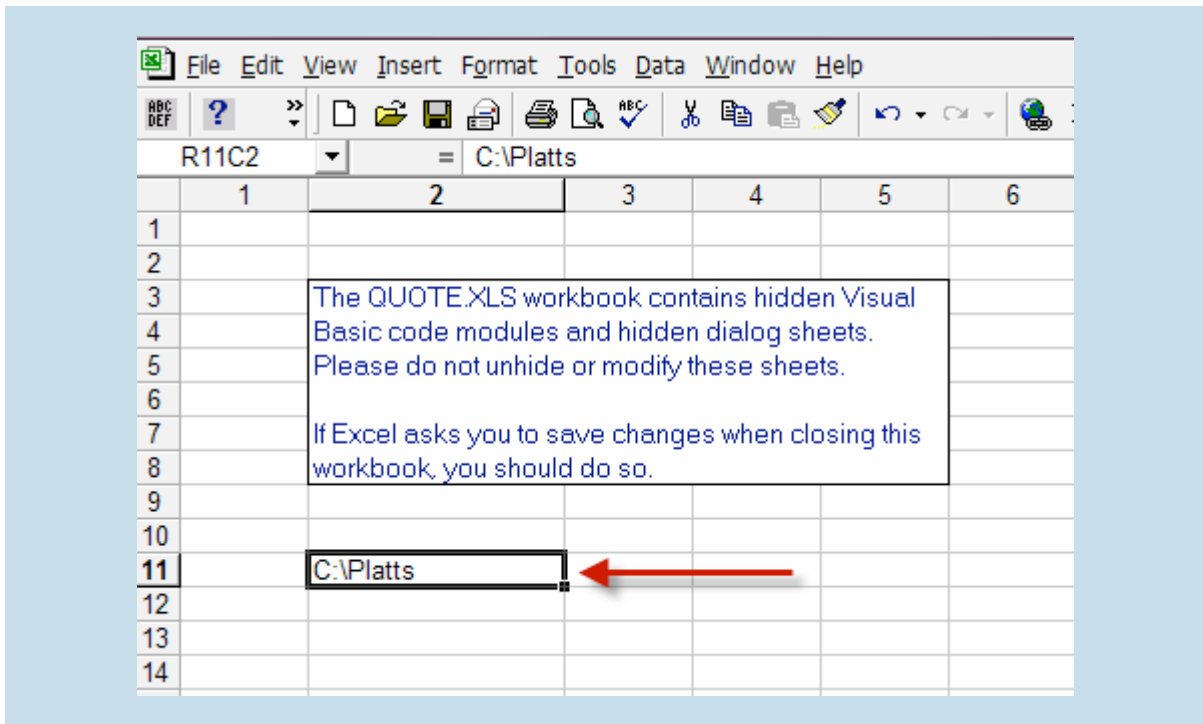 File Edit View Insert Format Tools Data Window Help
ABC DEF ? ABC
R11C2 = C:\Platts
1 2 3 4 5 6
1
2
3 The QUOTE.XLS workbook contains hidden Visual
4 Basic code modules and hidden dialog sheets.
5 Please do not unhide or modify these sheets.
6
7 If Excel asks you to save changes when closing this
8 workbook, you should do so.
9
10
11 C:\Platts
12
13
14